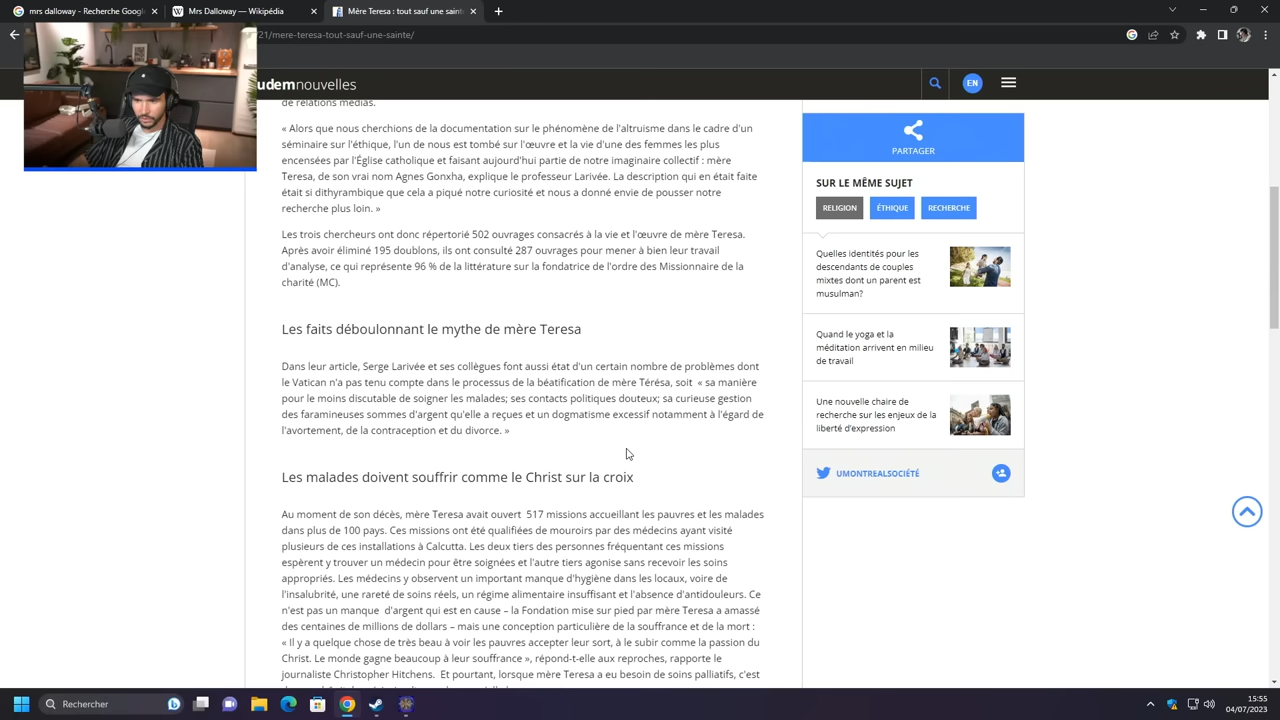 mrs dalloway - Recherche Goog
Mrs Dalloway — Wikipédia
Mère Teresa : tout sauf une sainte
21/mere-teresa-tout-sauf-une-sainte/
udemnouvelles
EN
de relations médias.
« Alors que nous cherchions de la documentation sur le phénomène de l'altruisme dans le cadre d'un
séminaire sur l'éthique, l'un de nous est tombé sur l'œuvre et la vie d'une des femmes les plus
encensées par l'Église catholique et faisant aujourd'hui partie de notre imaginaire collectif : mère
Teresa, de son vrai nom Agnes Gonxha, explique le professeur Larivée. La description qui en était faite
était si dithyrambique que cela a piqué notre curiosité et nous a donné envie de pousser notre
recherche plus loin. »
Les trois chercheurs ont donc répertorié 502 ouvrages consacrés à la vie et l'œuvre de mère Teresa.
Après avoir éliminé 195 doublons, ils ont consulté 287 ouvrages pour mener à bien leur travail
d'analyse, ce qui représente 96 % de la littérature sur la fondatrice de l'ordre des Missionnaire de la
charité (MC).
Les faits déboulonnant le mythe de mère Teresa
Dans leur article, Serge Larivée et ses collègues font aussi état d'un certain nombre de problèmes dont
le Vatican n'a pas tenu compte dans le processus de la béatification de mère Térésa, soit « sa manière
pour le moins discutable de soigner les malades; ses contacts politiques douteux; sa curieuse gestion
des faramineuses sommes d'argent qu'elle a reçues et un dogmatisme excessif notamment à l'égard de
l'avortement, de la contraception et du divorce. »
Les malades doivent souffrir comme le Christ sur la croix
Au moment de son décès, mère Teresa avait ouvert 517 missions accueillant les pauvres et les malades
dans plus de 100 pays. Ces missions ont été qualifiées de mouroirs par des médecins ayant visité
plusieurs de ces installations à Calcutta. Les deux tiers des personnes fréquentant ces missions
espèrent y trouver un médecin pour être soignées et l'autre tiers agonise sans recevoir les soins
appropriés. Les médecins y observent un important manque d'hygiène dans les locaux, voire de
l'insalubrité, une rareté de soins réels, un régime alimentaire insuffisant et l'absence d'antidouleurs. Ce
n'est pas un manque d'argent qui est en cause – la Fondation mise sur pied par mère Teresa a amassé
des centaines de millions de dollars – mais une conception particulière de la souffrance et de la mort :
« Il y a quelque chose de très beau à voir les pauvres accepter leur sort, à le subir comme la passion du
Christ. Le monde gagne beaucoup à leur souffrance », répond-t-elle aux reproches, rapporte le
journaliste Christopher Hitchens. Et pourtant, lorsque mère Teresa a eu besoin de soins palliatifs, c'est
PARTAGER
SUR LE MÊME SUJET
RELIGION
ÉTHIQUE
RECHERCHE
Quelles identités pour les
descendants de couples
mixtes dont un parent est
musulman?
Quand le yoga et la
méditation arrivent en milieu
de travail
Une nouvelle chaire de
recherche sur les enjeux de la
liberté d'expression
UMONTREALSOCIÉTÉ
Rechercher
15:55
04/07/2023